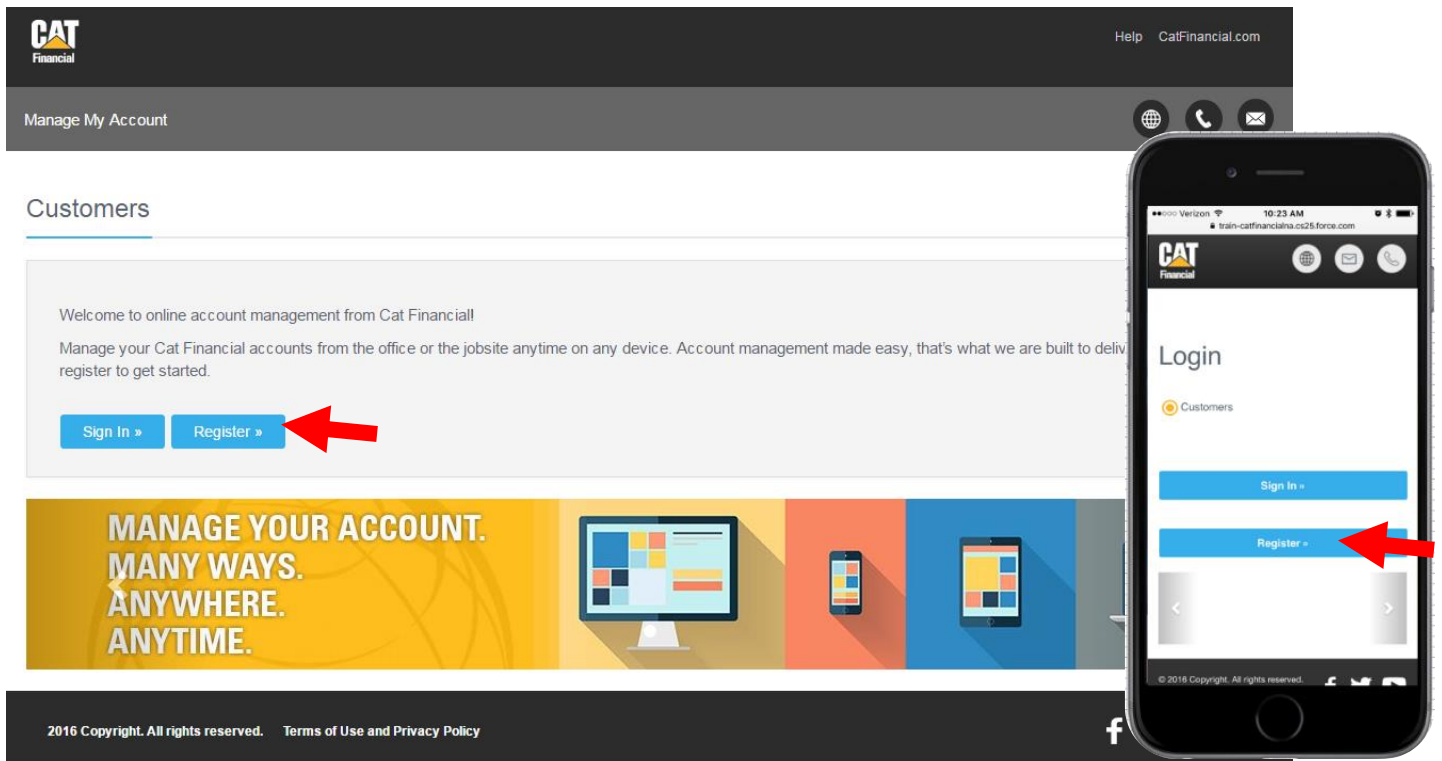 CAT
Financial
Help CatFinancial.com
Manage My Account
Customers
Welcome to online account management from Cat Financial!
Manage your Cat Financial accounts from the office or the jobsite anytime on any device. Account management made easy, that's what we are built to deliv
register to get started.
Sign In »
Register »
MANAGE YOUR ACCOUNT.
MANY WAYS.
ANYWHERE.
ANYTIME.
2016 Copyright. All rights reserved. Terms of Use and Privacy Policy
Verizon 10:23 AM
train-catfinancialna.cs25.force.com
CAT
Financial
Login
Customers
Sign In »
Register »
© 2016 Copyright. All rights reserved.